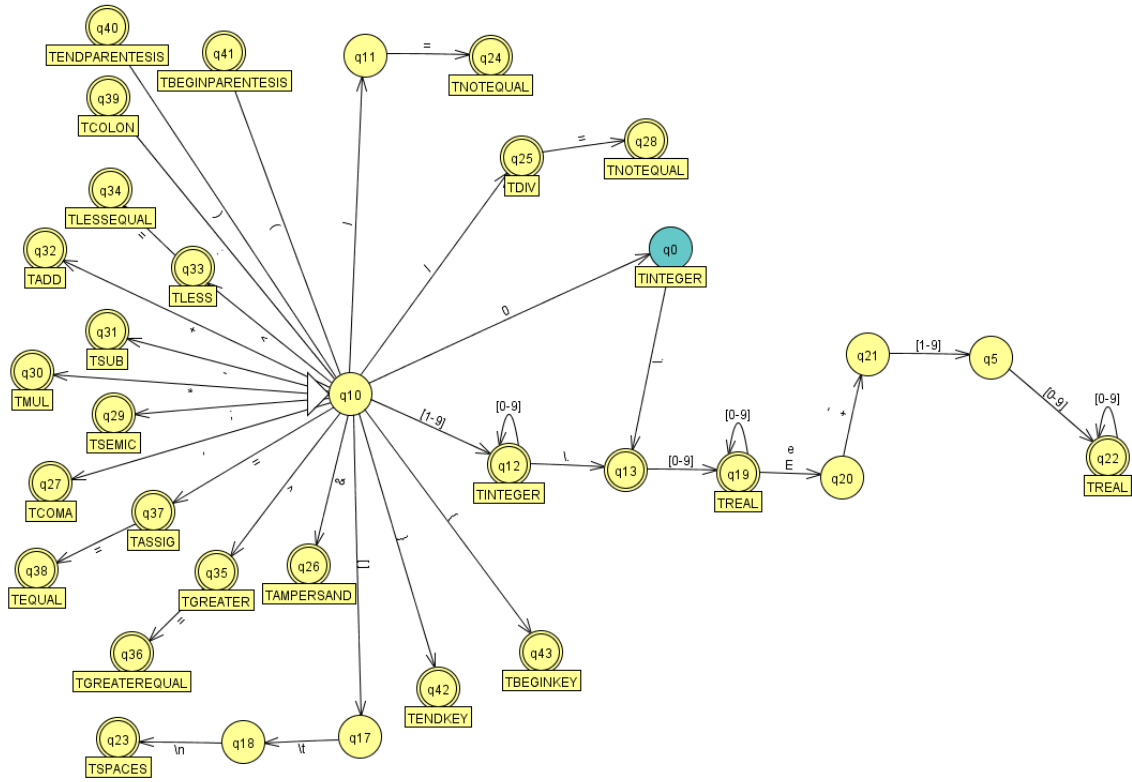 q40
TENDPARENTESIS
q41
TBEGINPARENTESIS
q11
=
q24
TNOTEQUAL
q39
TCOLON
q25
TDIV
=
q28
TNOTEQUAL
q34
TLESSEQUAL
=
)
(
q32
TADD
q33
TLESS
q0
TINTEGER
0
+
<
q31
TSUB
q30
TMUL
*
q29
TSEMIC
;
q10
[1-9]
[0-9]
q12
TINTEGER
\.
\.
q13
[0-9]
[0-9]
q19
TREAL
e
E
q20
+
q21
[1-9]
q5
[0-9]
[0-9]
q22
TREAL
q27
TCOMA
=
q37
TASSIG
=
q38
TEQUAL
>
q35
TGREATER
=
q36
TGREATEREQUAL
&
q26
TAMPERSAND
[]
}
{
q43
TBEGINKEY
q42
TENDKEY
q17
\t
q18
\n
q23
TSPACES